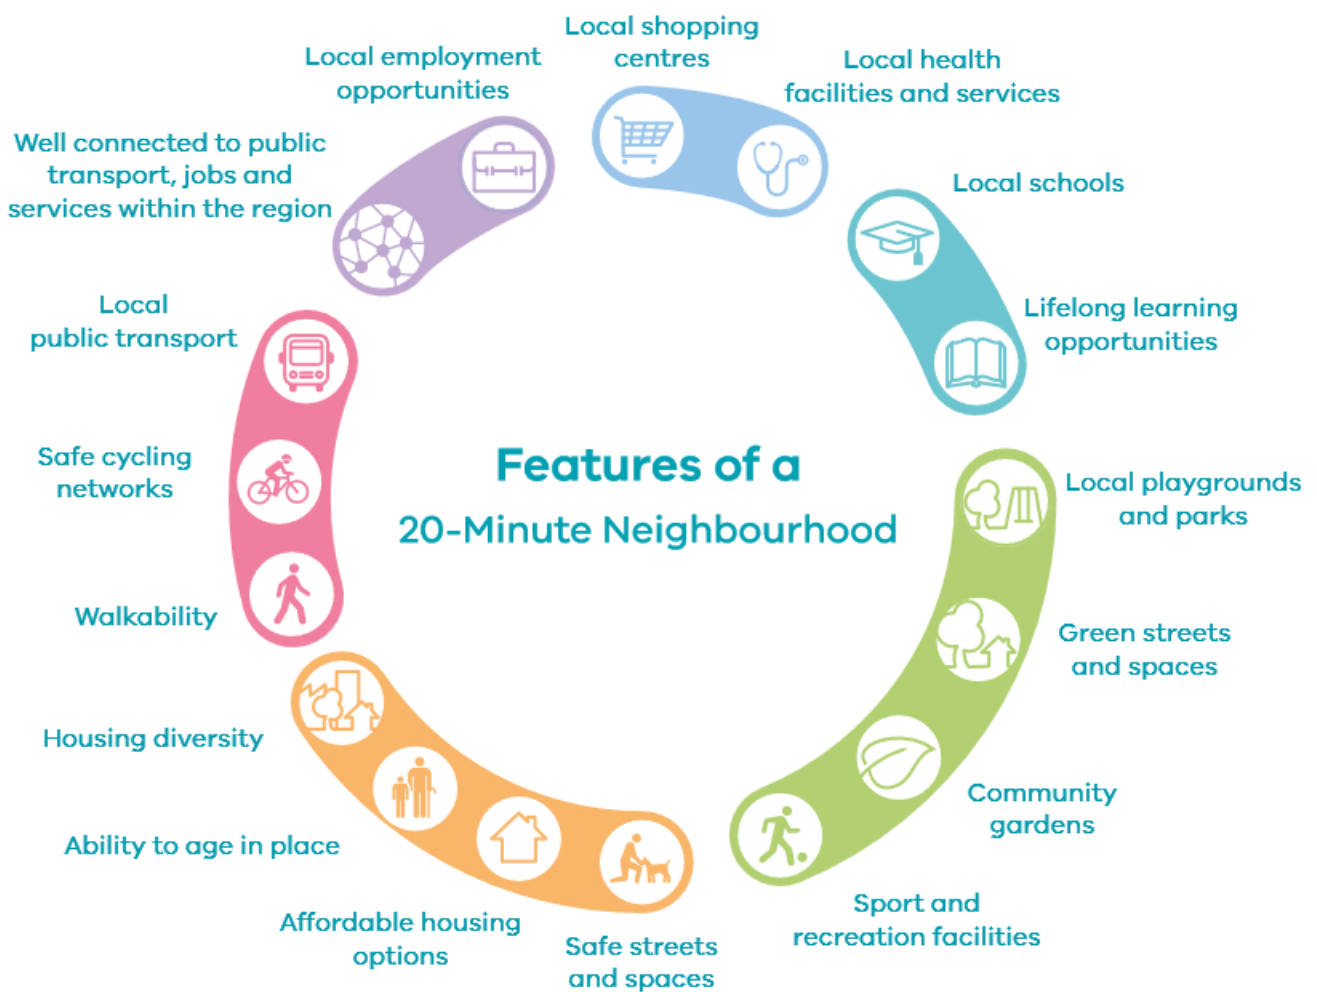 Features of a
20-Minute Neighbourhood
Local shopping
centres
Local health
facilities and services
Local schools
Lifelong learning
opportunities
Local playgrounds
and parks
Green streets
and spaces
Community
gardens
Sport and
recreation facilities
Safe streets
and spaces
Affordable housing
options
Ability to age in place
Housing diversity
Walkability
Safe cycling
networks
Local
public transport
Well connected to public
transport, jobs and
services within the region
Local employment
opportunities